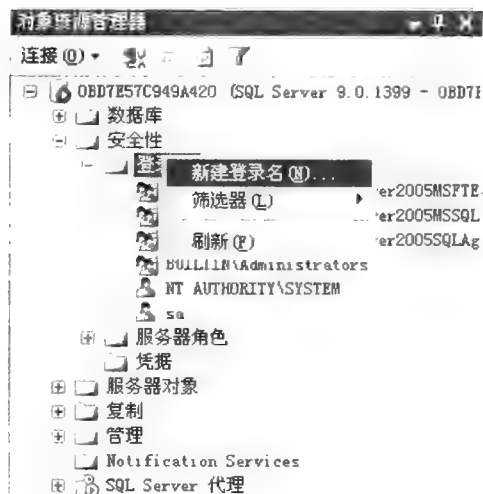 对象资源管理器
连接(O)
0BD7E57C949A420 (SQL Server 9.0.1399 - 0BD7E
数据库
安全性
登
新建登录名(N)...
筛选器(L)
er2005MSFTE
er2005MSSQL
刷新(F)
er2005SQLAg
BUILTIN\Administrators
NT AUTHORITY\SYSTEM
sa
服务器角色
凭据
服务器对象
复制
管理
Notification Services
SQL Server 代理